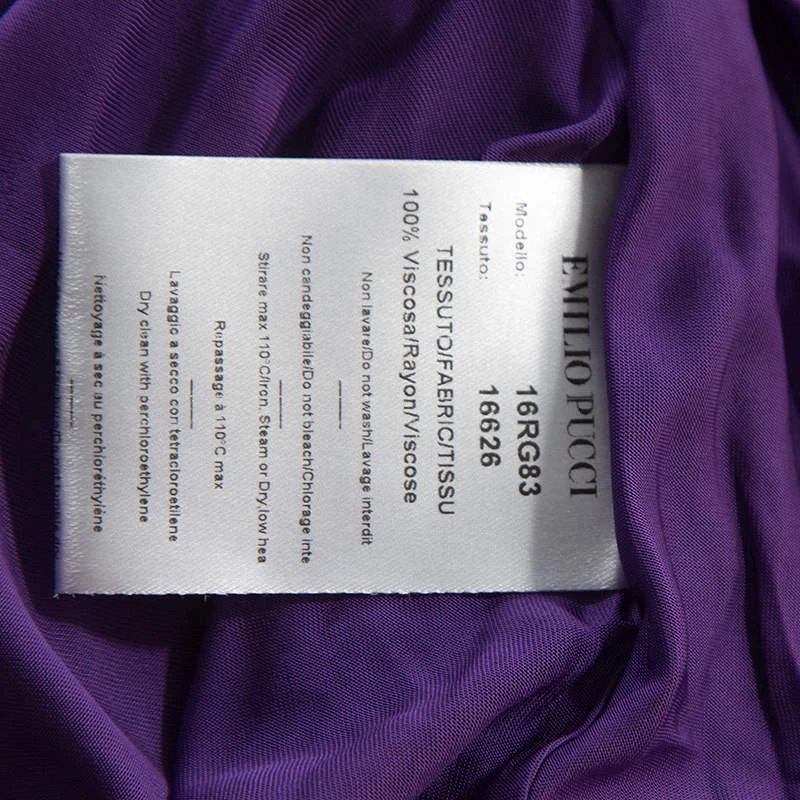 EMILIO PUCCI
Modello: 16RG83
Tessuto: 16626
TESSUTO/FABRIC/TISSU
100% Viscosa/Rayon/Viscose
Non lavare/Do not wash/Lavage interdit
Non candeggiabile/Do not bleach/Chlorage inte
Stirare max 110°C/Iron, Steam or Dry,low hea
Repassage à 110°C max
Lavaggio a secco con tetracloroetilene
Dry clean with perchloroethylene
Nettoyage à sec au perchloréthylène